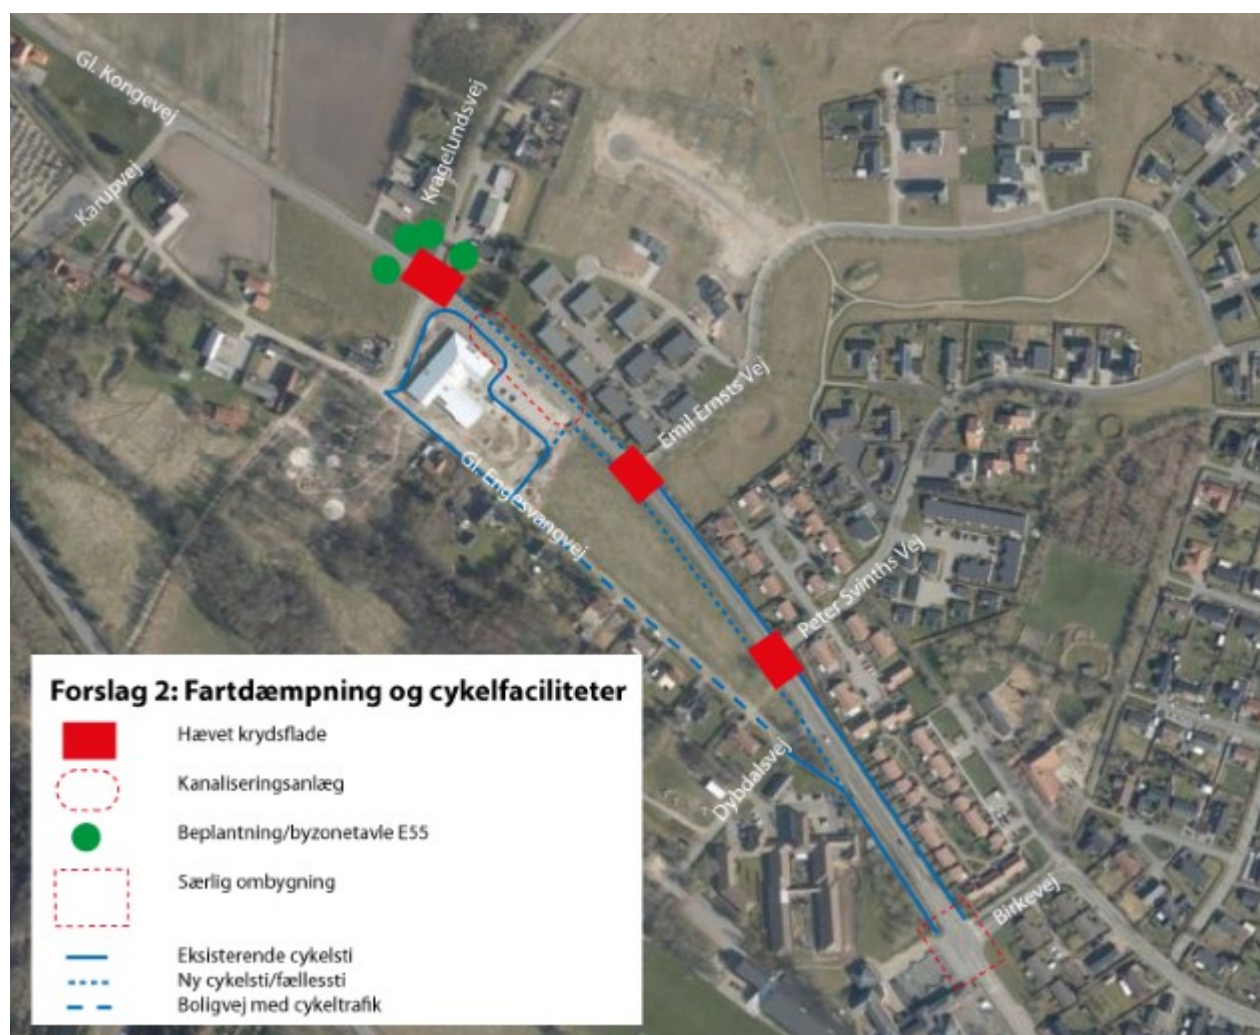 Gl. Kongevej
Kragelundsvej
Karupvej
Emil Ernsts Vej
Gl. Englesvangvej
Peter Svinths Vej
Dybdalsvej
Birkevej
Forslag 2: Fartdæmpning og cykelfaciliteter
Hævet krydsflade
Kanaliseringsanlæg
Beplantning/byzonetavle E55
Særlig ombygning
Eksisterende cykelsti
Ny cykelsti/fællessti
Boligvej med cykeltrafik